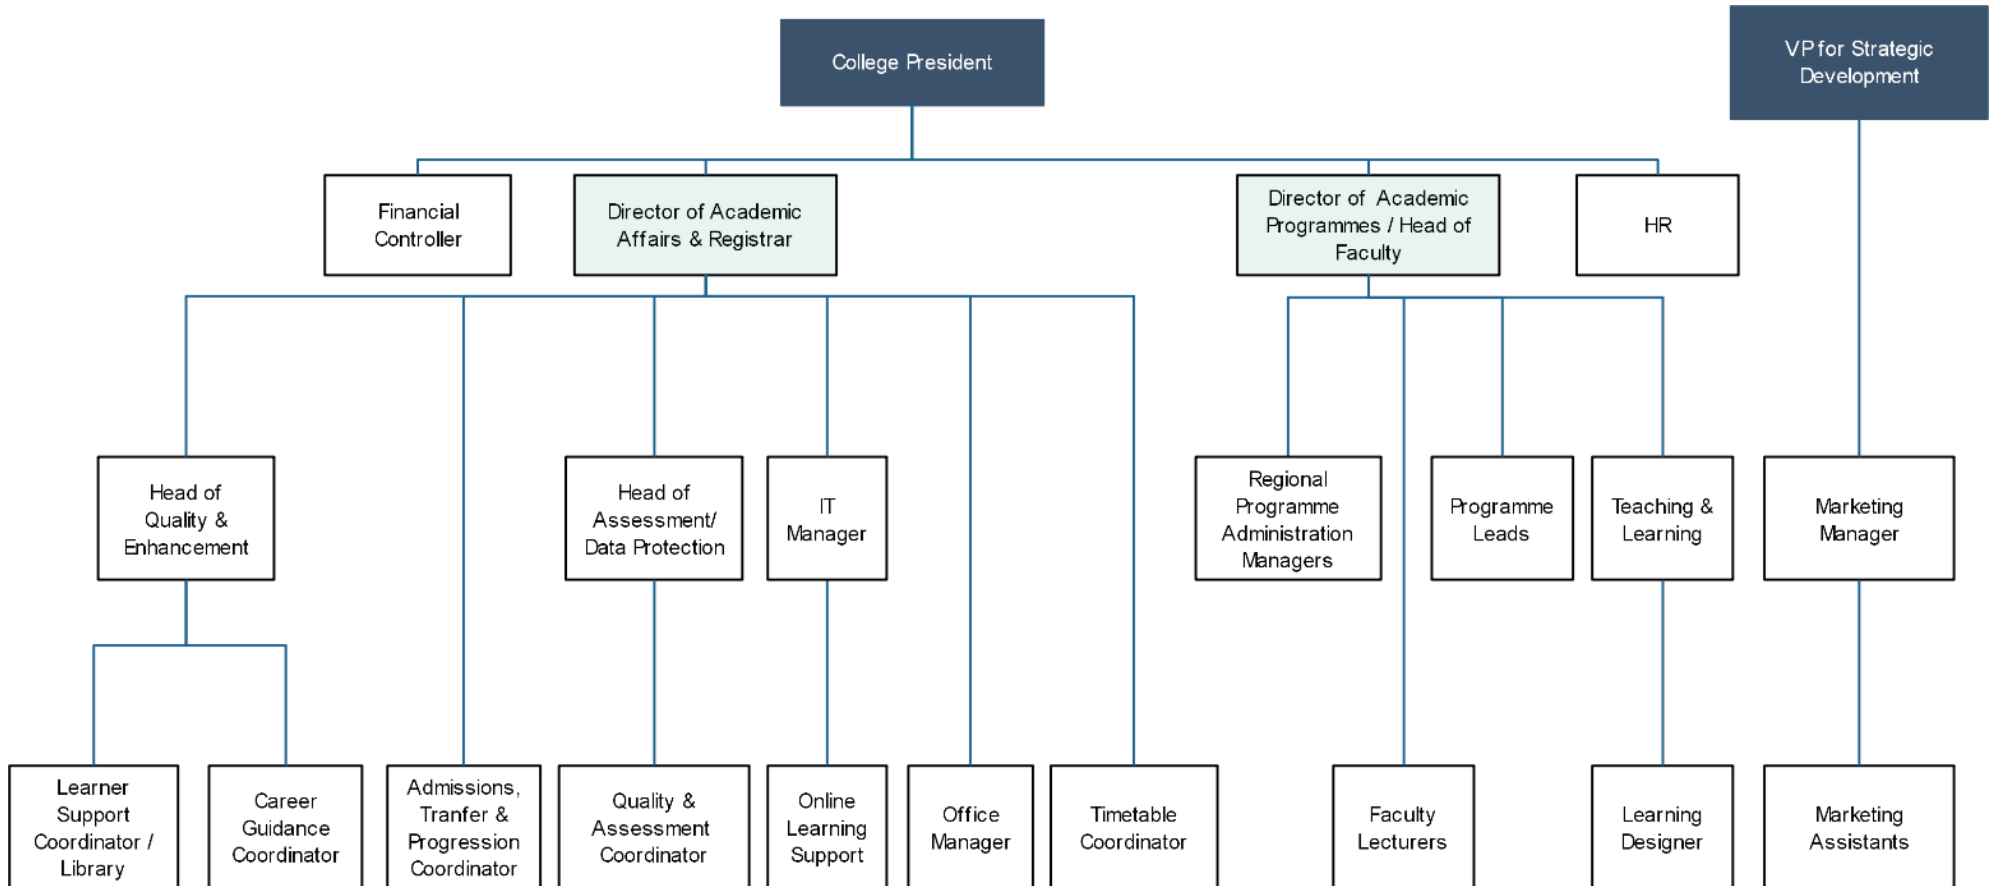 College President
VP for Strategic
Development
Financial
Controller
Director of Academic
Affairs & Registrar
Director of Academic
Programmes / Head of
Faculty
HR
Head of
Quality &
Enhancement
Head of
Assessment/
Data Protection
IT
Manager
Regional
Programme
Administration
Managers
Programme
Leads
Teaching &
Learning
Marketing
Manager
Learner
Support
Coordinator /
Library
Career
Guidance
Coordinator
Admissions,
Tranfer &
Progression
Coordinator
Quality &
Assessment
Coordinator
Online
Learning
Support
Office
Manager
Timetable
Coordinator
Faculty
Lecturers
Learning
Designer
Marketing
Assistants